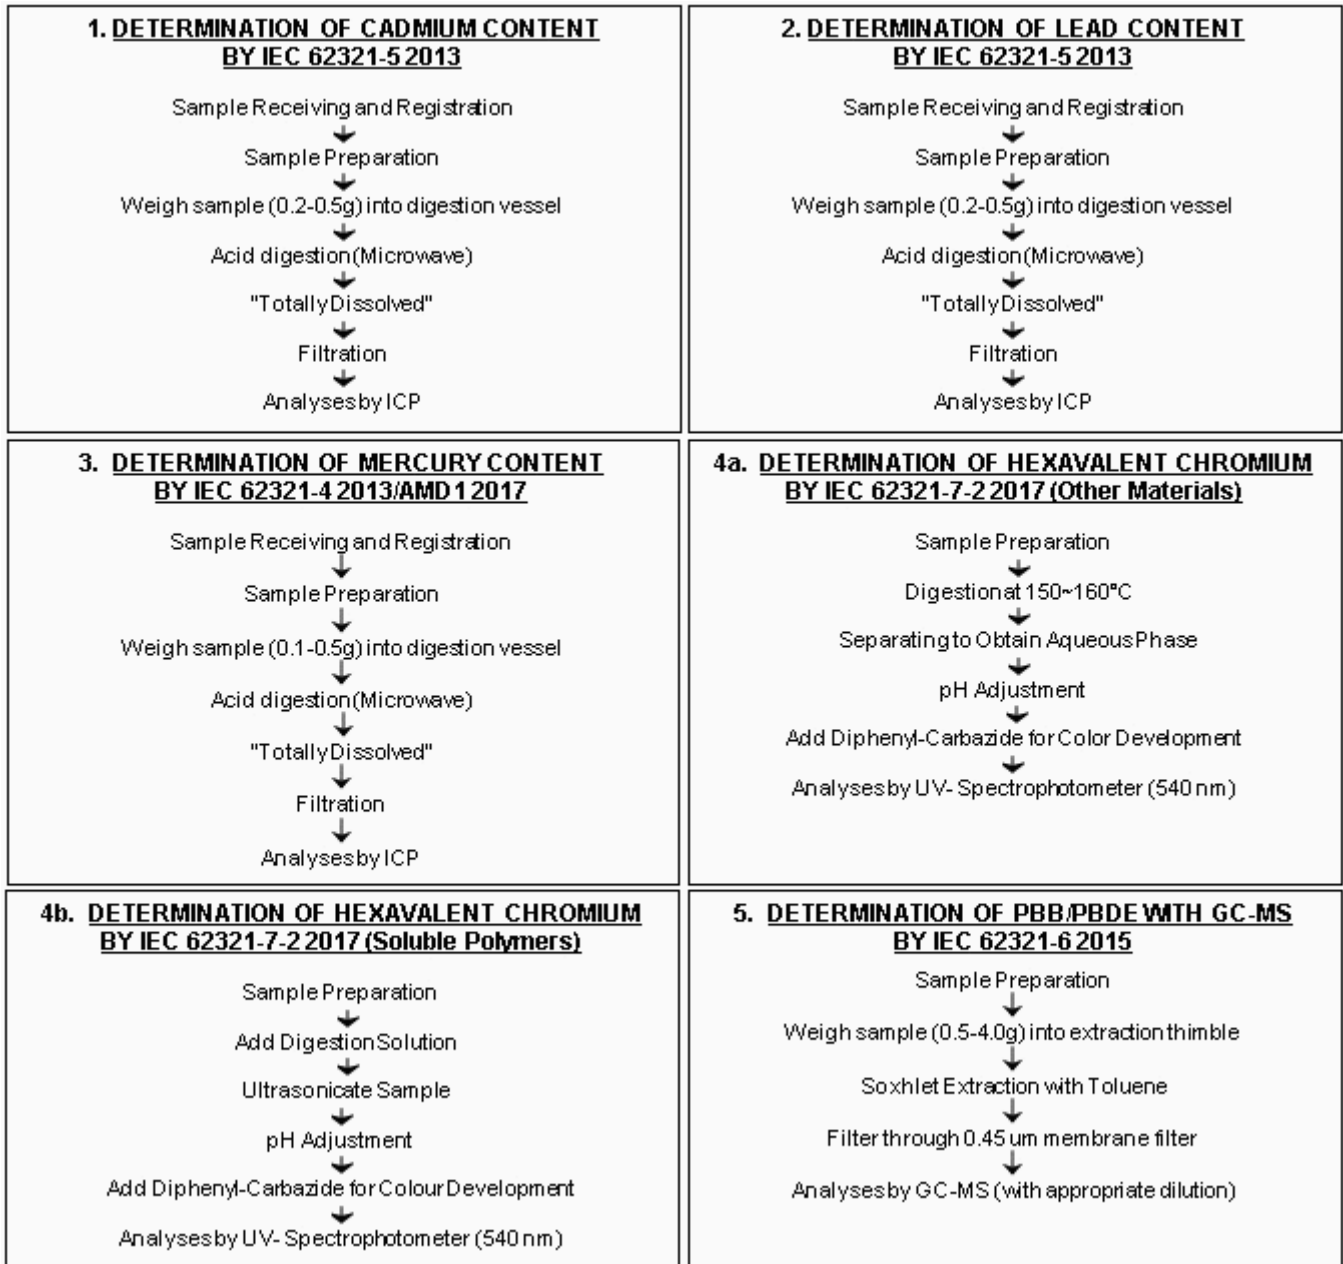 1. DETERMINATION OF CADMIUM CONTENT
BY IEC 62321-5 2013
Sample Receiving and Registration
Sample Preparation
Weigh sample (0.2-0.5g) into digestion vessel
Acid digestion (Microwave)
"Totally Dissolved"
Filtration
Analyses by ICP
2. DETERMINATION OF LEAD CONTENT
BY IEC 62321-5 2013
Sample Receiving and Registration
Sample Preparation
Weigh sample (0.2-0.5g) into digestion vessel
Acid digestion (Microwave)
"Totally Dissolved"
Filtration
Analyses by ICP
3. DETERMINATION OF MERCURY CONTENT
BY IEC 62321-4 2013/AMD1 2017
Sample Receiving and Registration
Sample Preparation
Weigh sample (0.1-0.5g) into digestion vessel
Acid digestion (Microwave)
"Totally Dissolved"
Filtration
Analyses by ICP
4a. DETERMINATION OF HEXAVALENT CHROMIUM
BY IEC 62321-7-2 2017 (Other Materials)
Sample Preparation
Digestion at 150~160°C
Separating to Obtain Aqueous Phase
pH Adjustment
Add Diphenyl-Carbazide for Color Development
Analyses by UV- Spectrophotometer (540 nm)
4b. DETERMINATION OF HEXAVALENT CHROMIUM
BY IEC 62321-7-2 2017 (Soluble Polymers)
Sample Preparation
Add Digestion Solution
Ultrasonicate Sample
pH Adjustment
Add Diphenyl-Carbazide for Colour Development
Analyses by UV- Spectrophotometer (540 nm)
5. DETERMINATION OF PBB/PBDE WITH GC-MS
BY IEC 62321-6 2015
Sample Preparation
Weigh sample (0.5-4.0g) into extraction thimble
Soxhlet Extraction with Toluene
Filter through 0.45 um membrane filter
Analyses by GC-MS (with appropriate dilution)